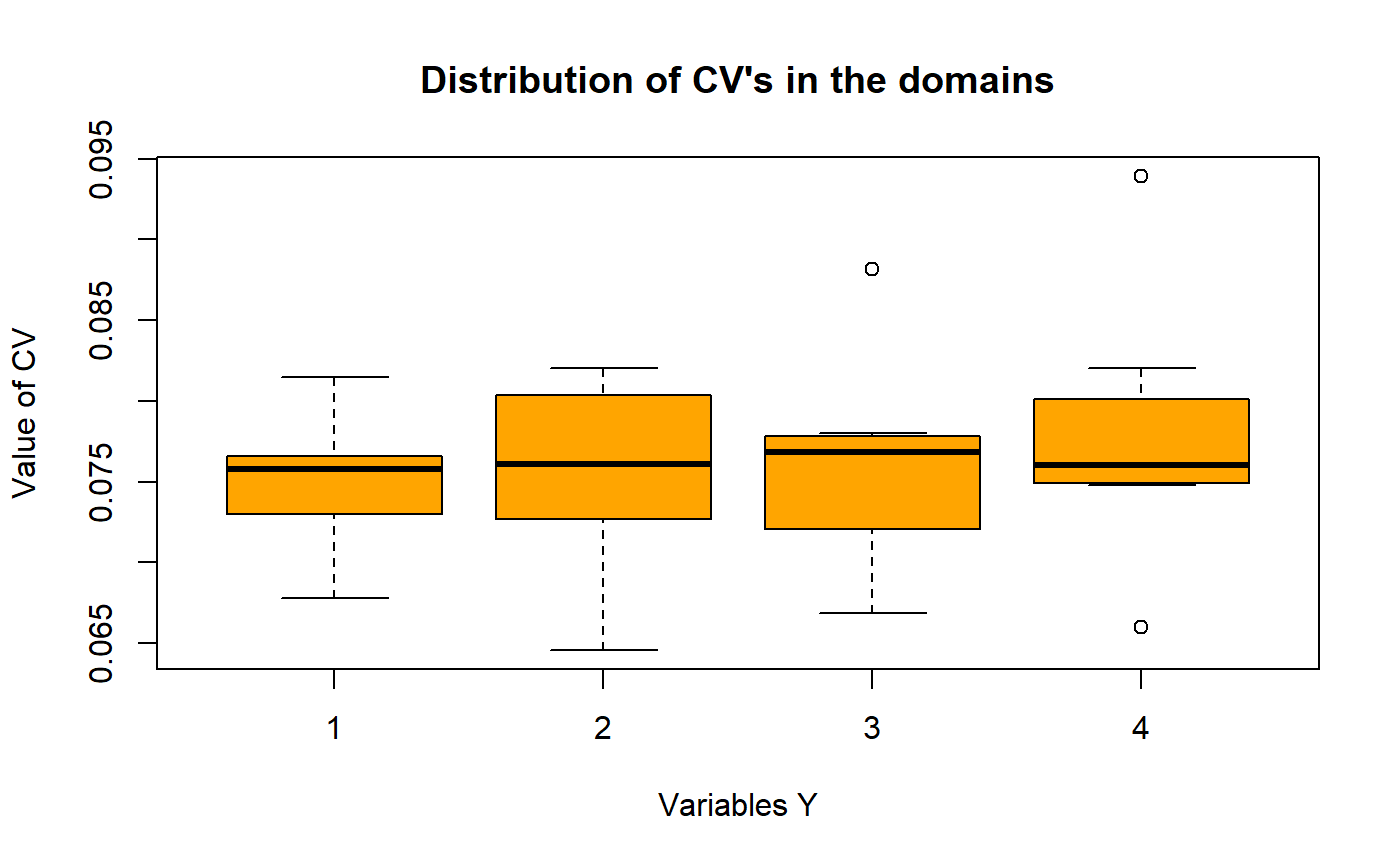 Distribution of CV's in the domains
Value of CV
0.095
0.085
0.075
0.065
1
2
3
4
Variables Y